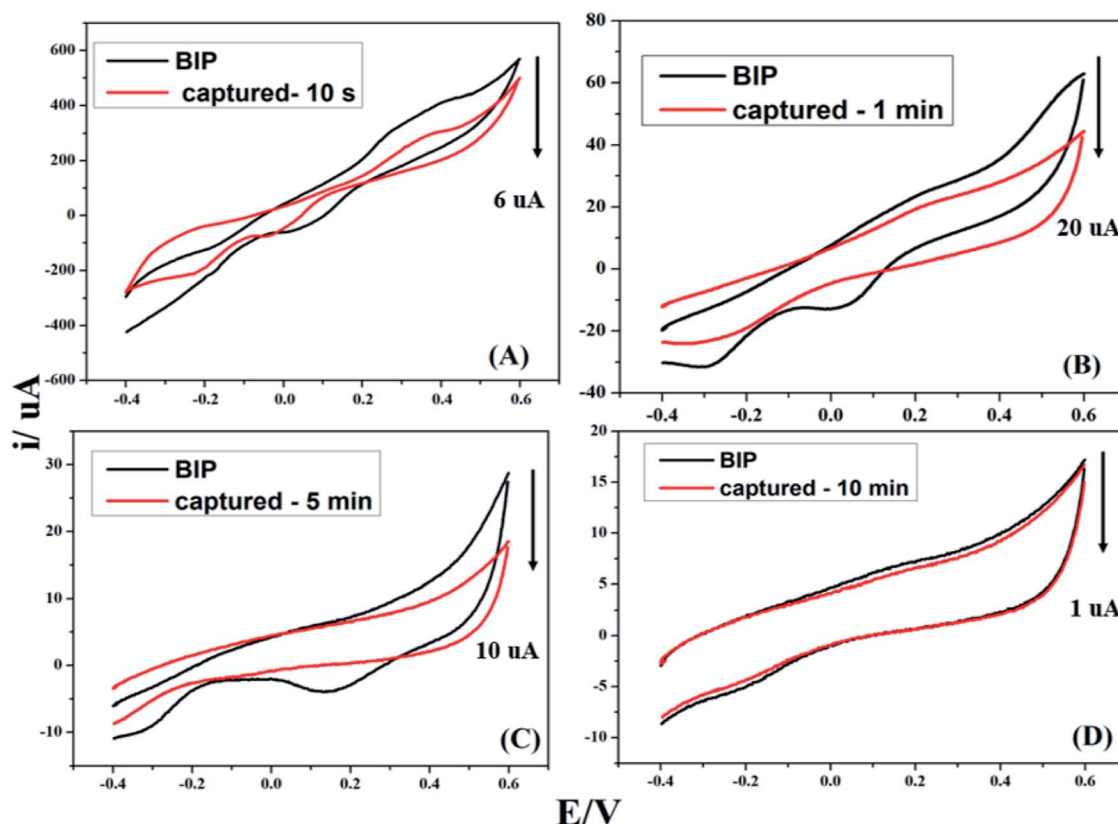 i/ uA
600
400
200
0
-200
-400
-600
BIP
captured- 10 s
6 uA
(A)
-0.4 -0.2 0.0 0.2 0.4 0.6
80
60
40
20
0
-20
-40
BIP
captured - 1 min
20 uA
(B)
-0.4 -0.2 0.0 0.2 0.4 0.6
30
20
10
0
-10
BIP
captured - 5 min
10 uA
(C)
-0.4 -0.2 0.0 0.2 0.4 0.6
20
15
10
5
0
-5
-10
BIP
captured - 10 min
1 uA
(D)
-0.4 -0.2 0.0 0.2 0.4 0.6
E/V